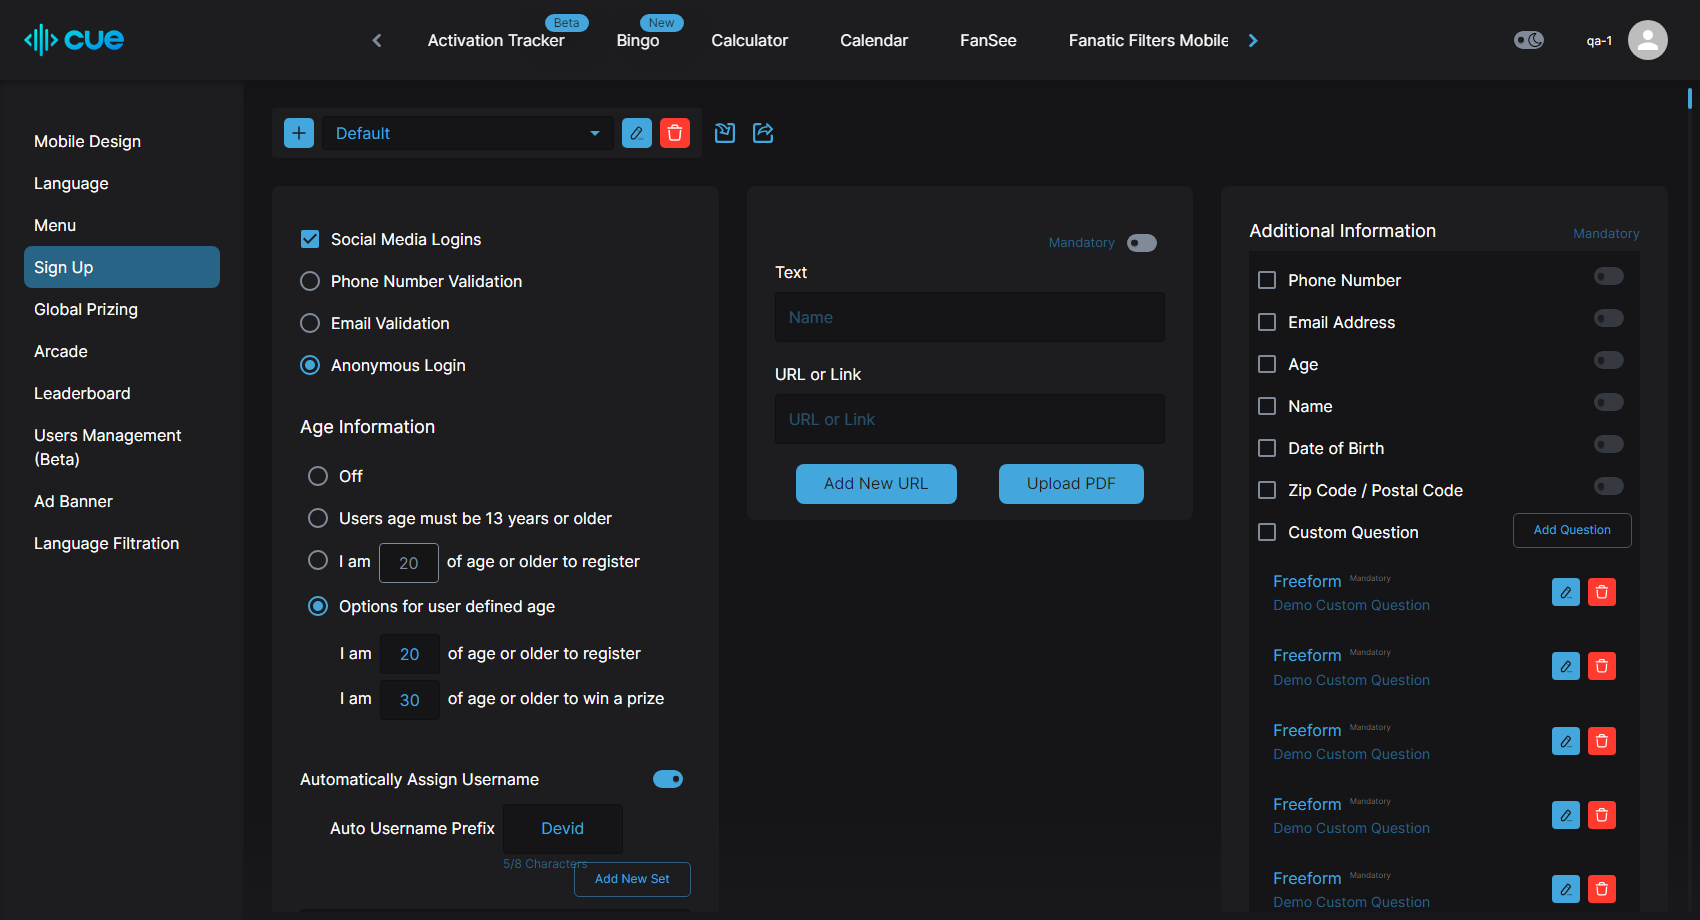 cue
Activation Tracker
Beta
Bingo
New
Calculator
Calendar
FanSee
Fanatic Filters Mobile
qa-1
Mobile Design
Language
Menu
Sign Up
Global Prizing
Arcade
Leaderboard
Users Management
(Beta)
Ad Banner
Language Filtration
Default
Social Media Logins
Phone Number Validation
Email Validation
Anonymous Login
Age Information
Off
Users age must be 13 years or older
I am 20 of age or older to register
Options for user defined age
I am 20 of age or older to register
I am 30 of age or older to win a prize
Automatically Assign Username
Auto Username Prefix Devid
5/8 Characters
Add New Set
Mandatory
Text
Name
URL or Link
URL or Link
Add New URL
Upload PDF
Additional Information
Mandatory
Phone Number
Email Address
Age
Name
Date of Birth
Zip Code / Postal Code
Custom Question
Add Question
Freeform Mandatory
Demo Custom Question
Freeform Mandatory
Demo Custom Question
Freeform Mandatory
Demo Custom Question
Freeform Mandatory
Demo Custom Question
Freeform Mandatory
Demo Custom Question